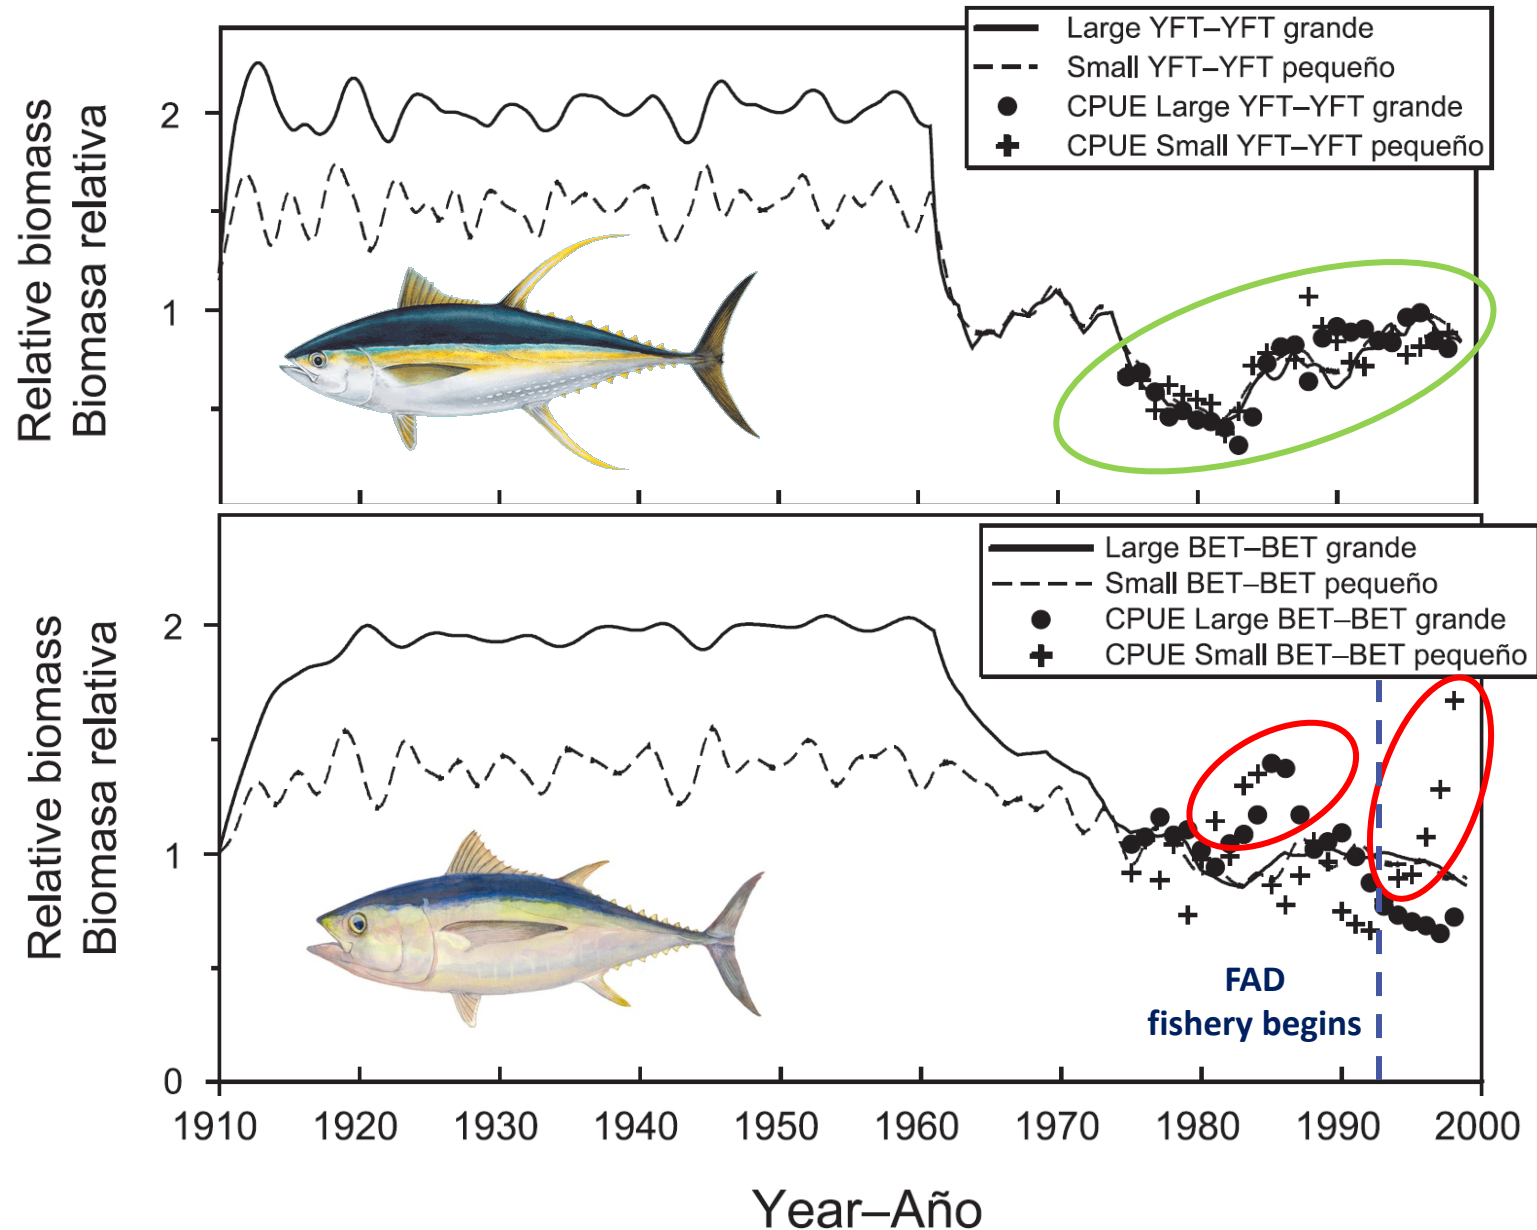 Large YFT–YFT grande
Small YFT–YFT pequeño
CPUE Large YFT–YFT grande
CPUE Small YFT–YFT pequeño
Relative biomass
Biomasa relativa
2
1
Large BET–BET grande
Small BET–BET pequeño
CPUE Large BET–BET grande
CPUE Small BET–BET pequeño
Relative biomass
Biomasa relativa
2
1
0
FAD
fishery begins
1910 1920 1930 1940 1950 1960 1970 1980 1990 2000
Year–Año